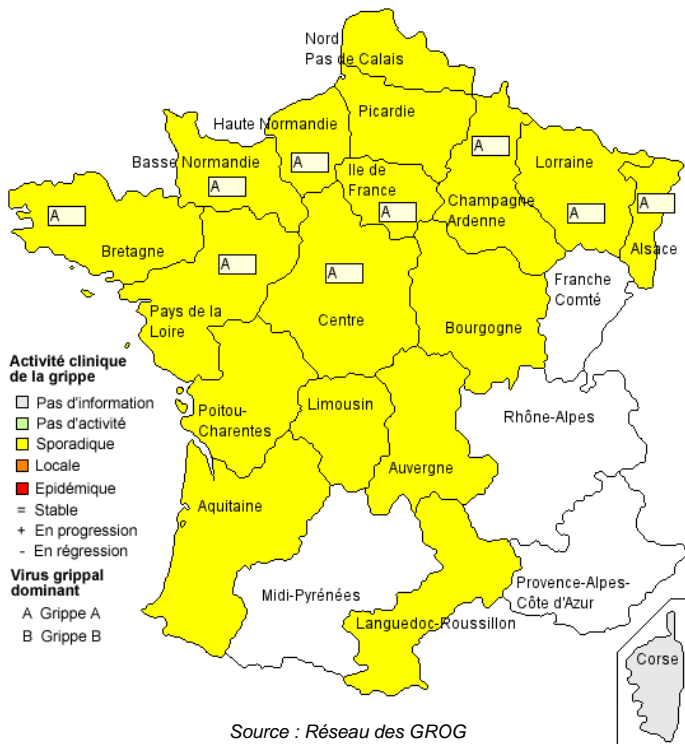 Nord
Pas de Calais
Haute Normandie
Picardie
A
A
Basse Normandie
Ile de
France
Lorraine
A
A
Champagne
Ardenne
A
A
A
Bretagne
A
Alsace
A
Pays de la
Loire
Centre
Bourgogne
Franche
Comté
Activité clinique
de la grippe
Pas d'information
Pas d'activité
Sporadique
Locale
Epidémique
= Stable
+ En progression
- En régression
Virus grippal
dominant
A Grippe A
B Grippe B
Poitou-
Charentes
Limousin
Rhône-Alpes
Auvergne
Aquitaine
Midi-Pyrénées
Provence-Alpes-
Côte d'Azur
Languedoc-Roussillon
Corse
Source : Réseau des GROG